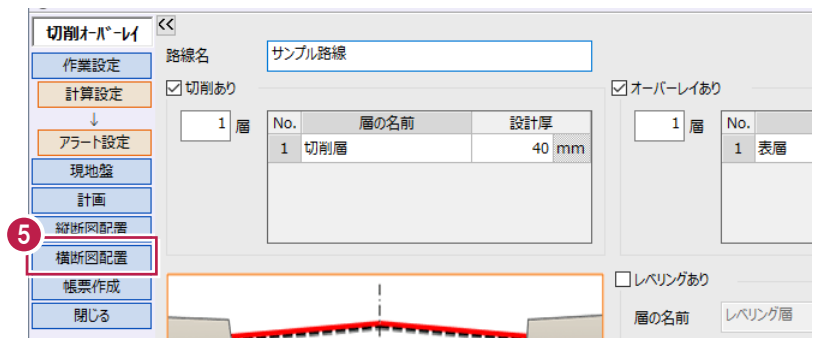 切削ｵｰﾊﾞｰﾚｲ
<<
作業設定
計算設定
↓
アラート設定
現地盤
計画
縦断図配置
5
横断図配置
帳票作成
閉じる
路線名 サンプル路線
切削あり
1 層
No. 層の名前 設計厚
1 切削層 40 mm
オーバーレイあり
1 層
No.
1 表層
レベリングあり
層の名前 レベリング層